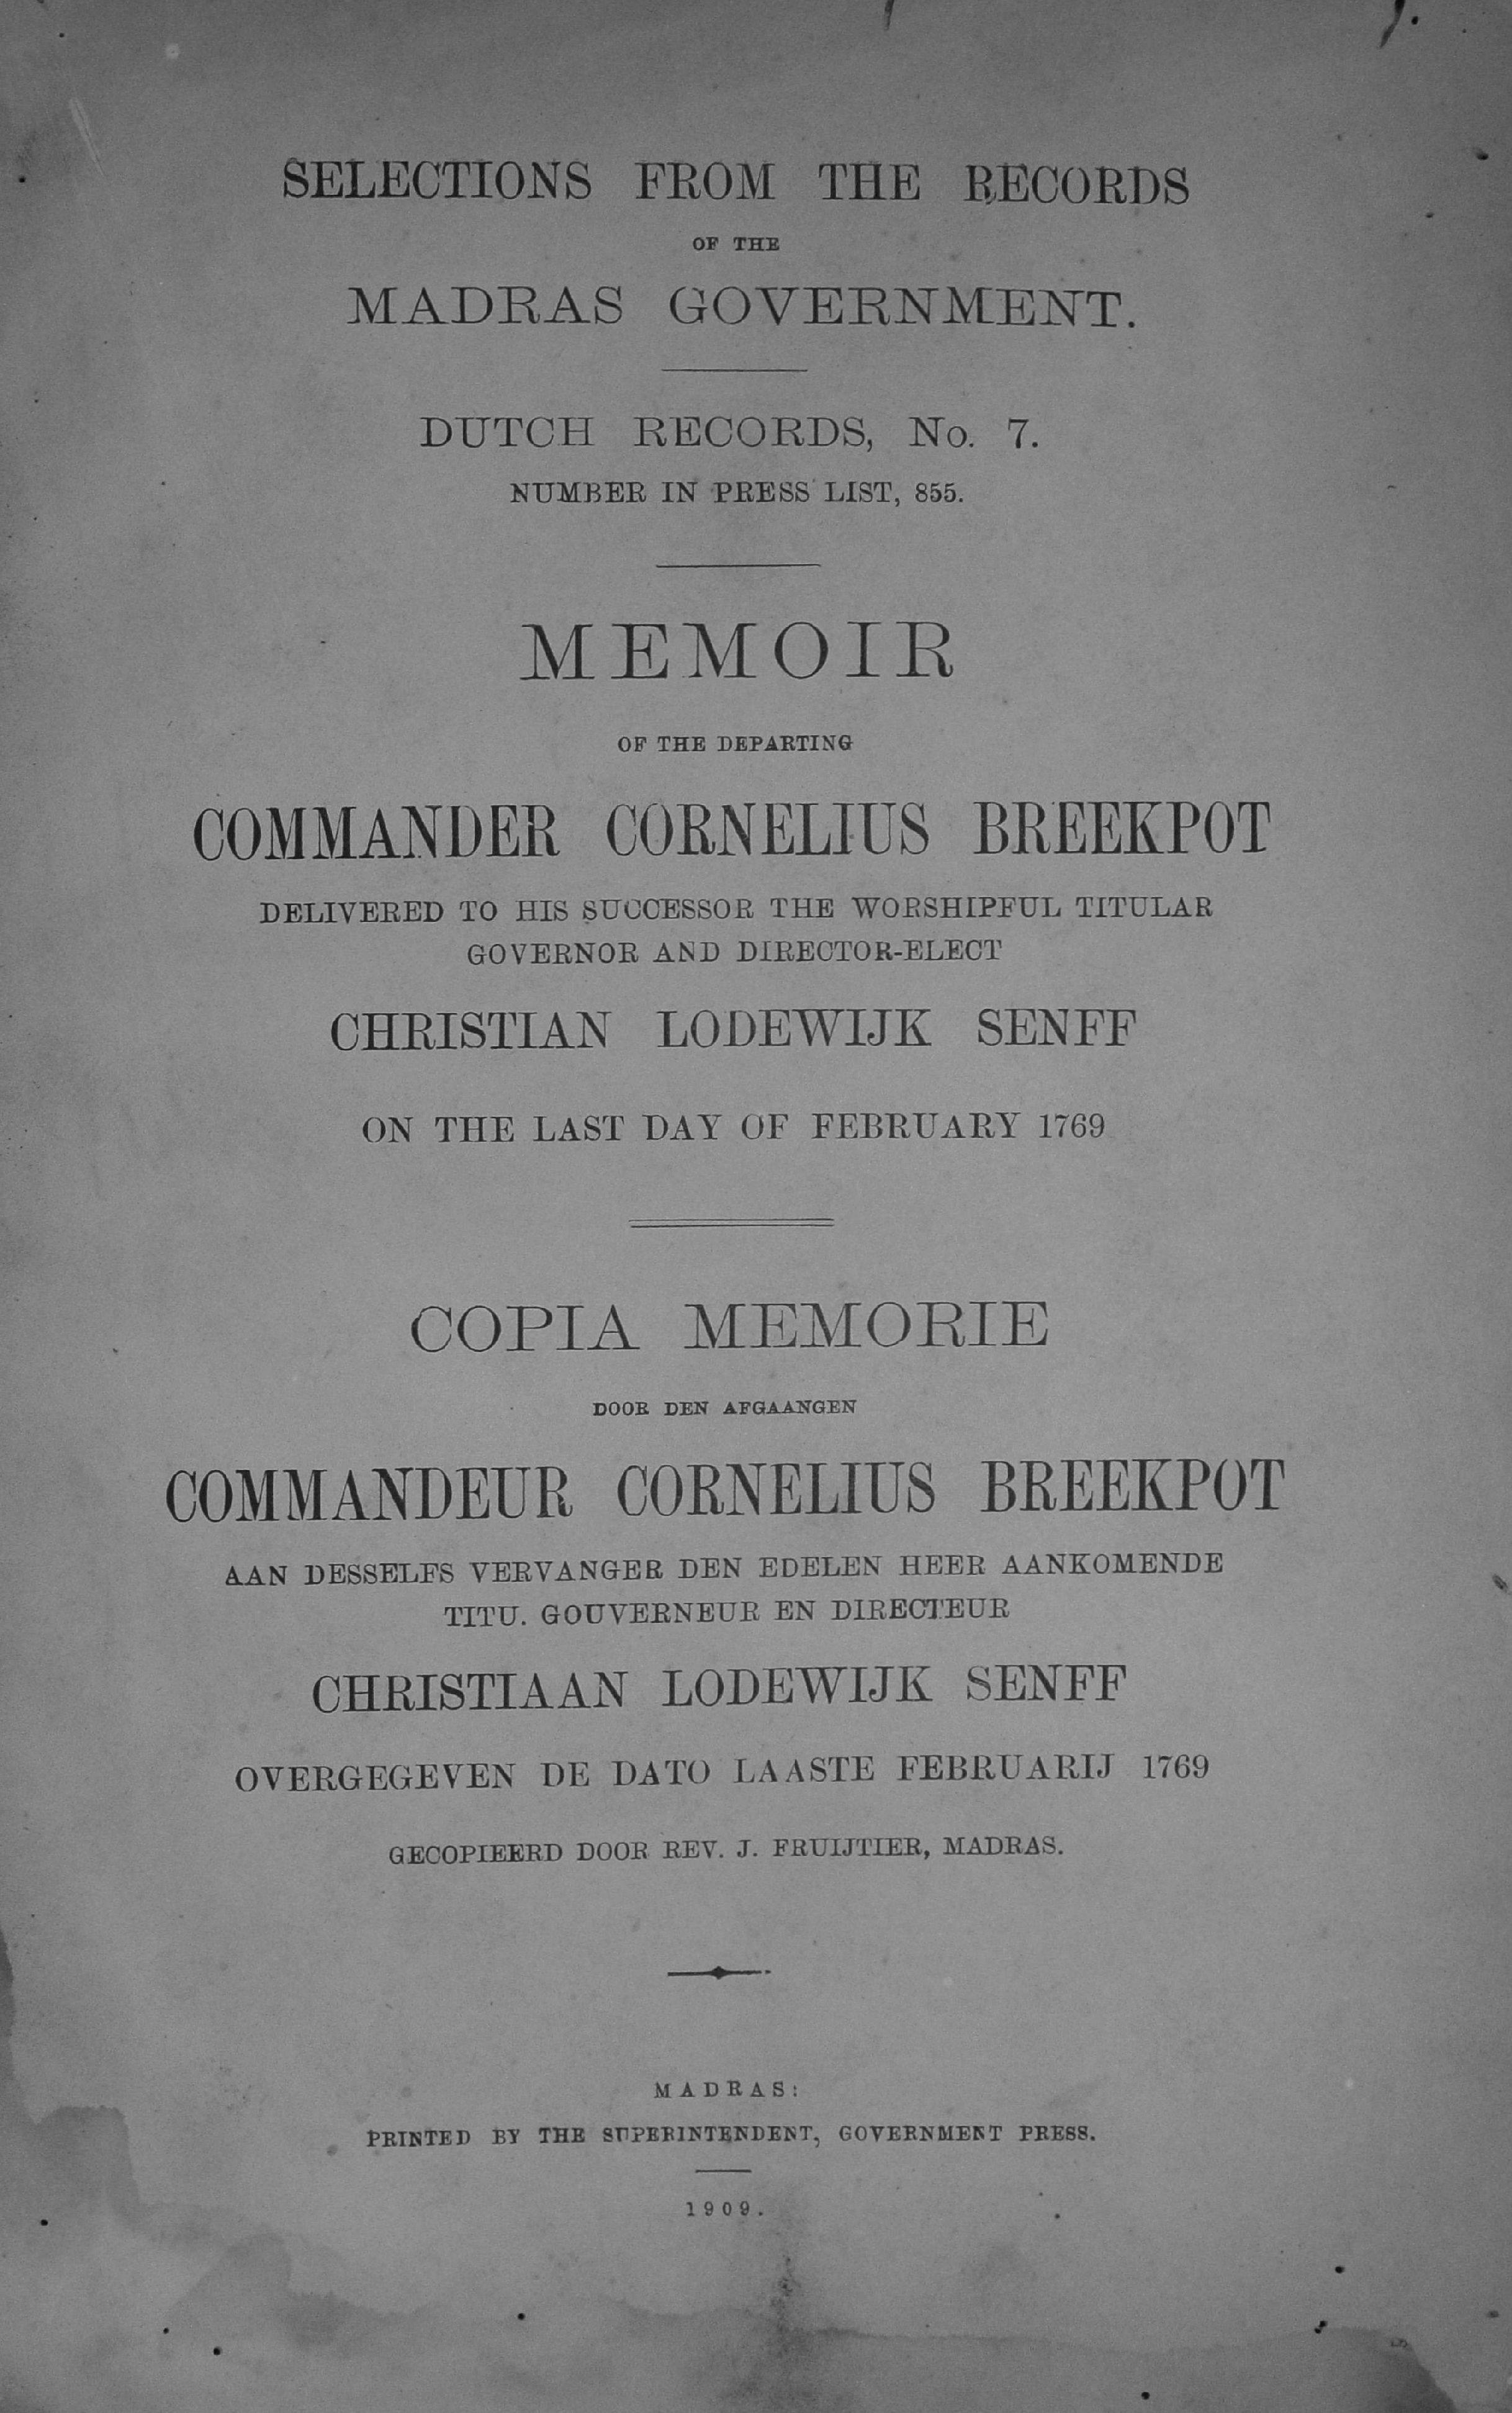 SELECTIONS FROM THE RECORDS
OF THE
MADRAS GOVERNMENT.
DUTCH RECORDS, No. 7.
NUMBER IN PRESS LIST, 855.
MEMOIR
OF THE DEPARTING
COMMANDER CORNELIUS BREEKPOT
DELIVERED TO HIS SUCCESSOR THE WORSHIPFUL TITULAR
GOVERNOR AND DIRECTOR-ELECT
CHRISTIAN LODEWIJK SENFF
ON THE LAST DAY OF FEBRUARY 1769
COPIA MEMORIE
DOOR DEN AFGAANGEN
COMMANDEUR CORNELIUS BREEKPOT
AAN DESSELFS VERVANGER DEN EDELEN HEER AANKOMENDE
TITU. GOUVERNEUR EN DIRECTEUR
CHRISTIAAN LODEWIJK SENFF
OVERGEGEVEN DE DATO LAASTE FEBRUARIJ 1769
GECOPIEERD DOOR REV. J. FRUIJTIER, MADRAS.
MADRAS:
PRINTED BY THE SUPERINTENDENT, GOVERNMENT PRESS.
1909.